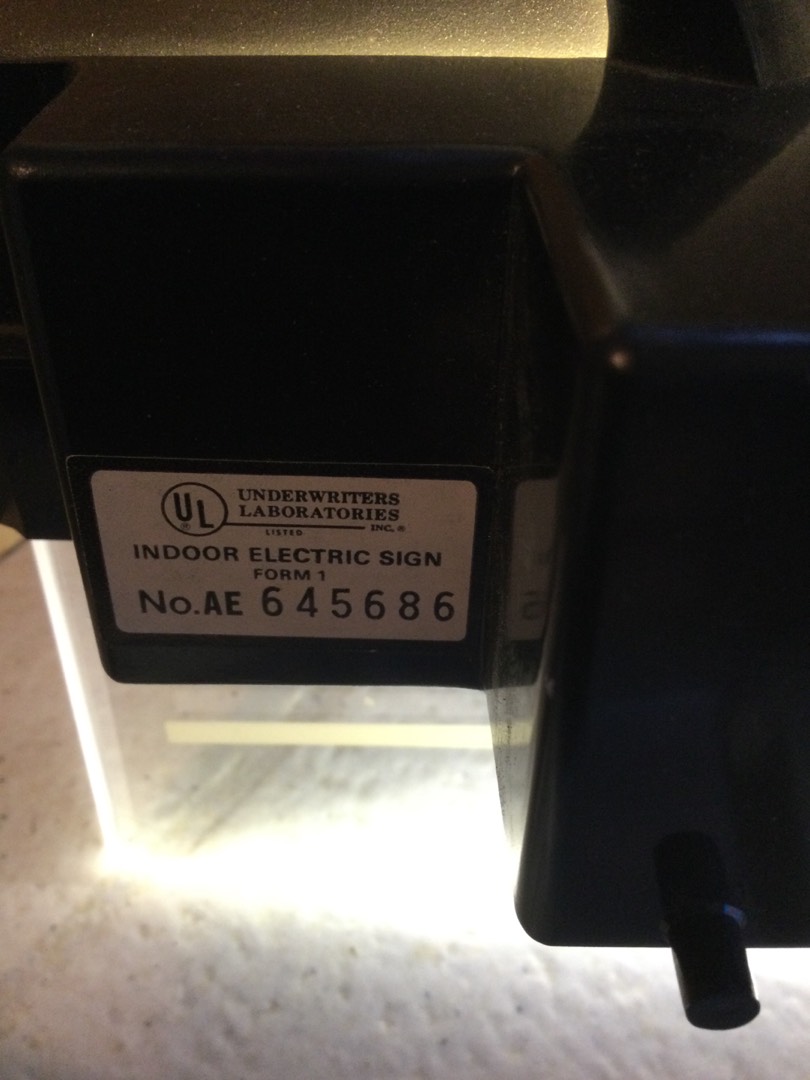 UL ®
UNDERWRITERS
LABORATORIES
LISTED INC. ®
INDOOR ELECTRIC SIGN
FORM 1
No. AE 645686